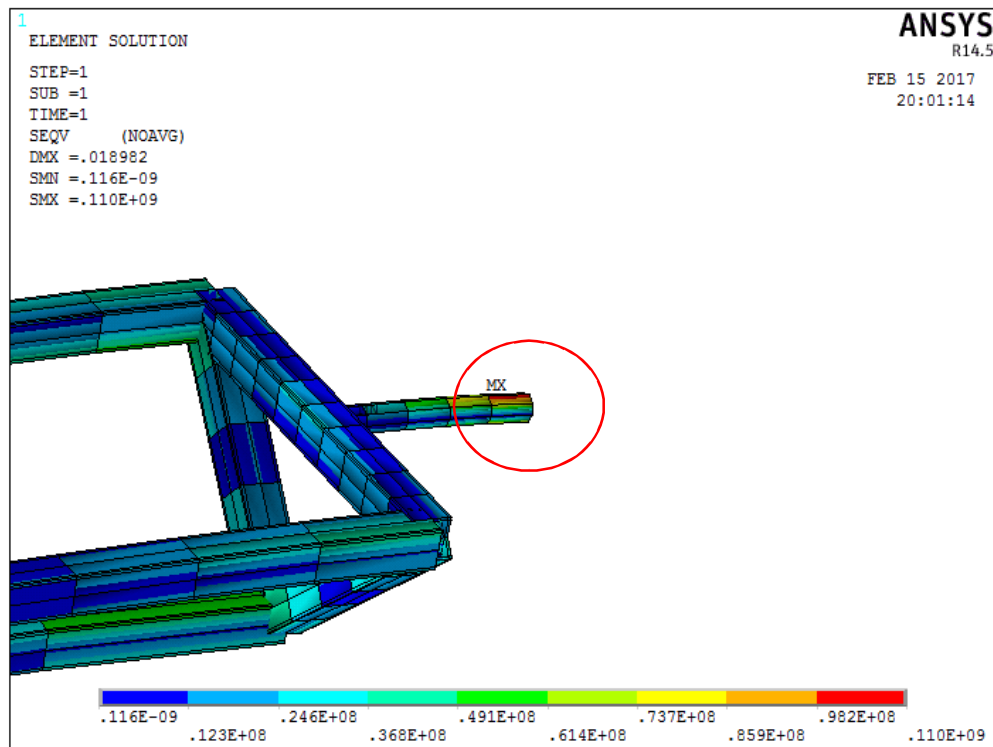 1
ELEMENT SOLUTION
STEP=1
SUB =1
TIME=1
SEQV (NOAVG)
DMX =.018982
SMN =.116E-09
SMX =.110E+09
ANSYS
R14.5
FEB 15 2017
20:01:14
MX
.116E-09 .246E+08 .491E+08 .737E+08 .982E+08
.123E+08 .368E+08 .614E+08 .859E+08 .110E+09